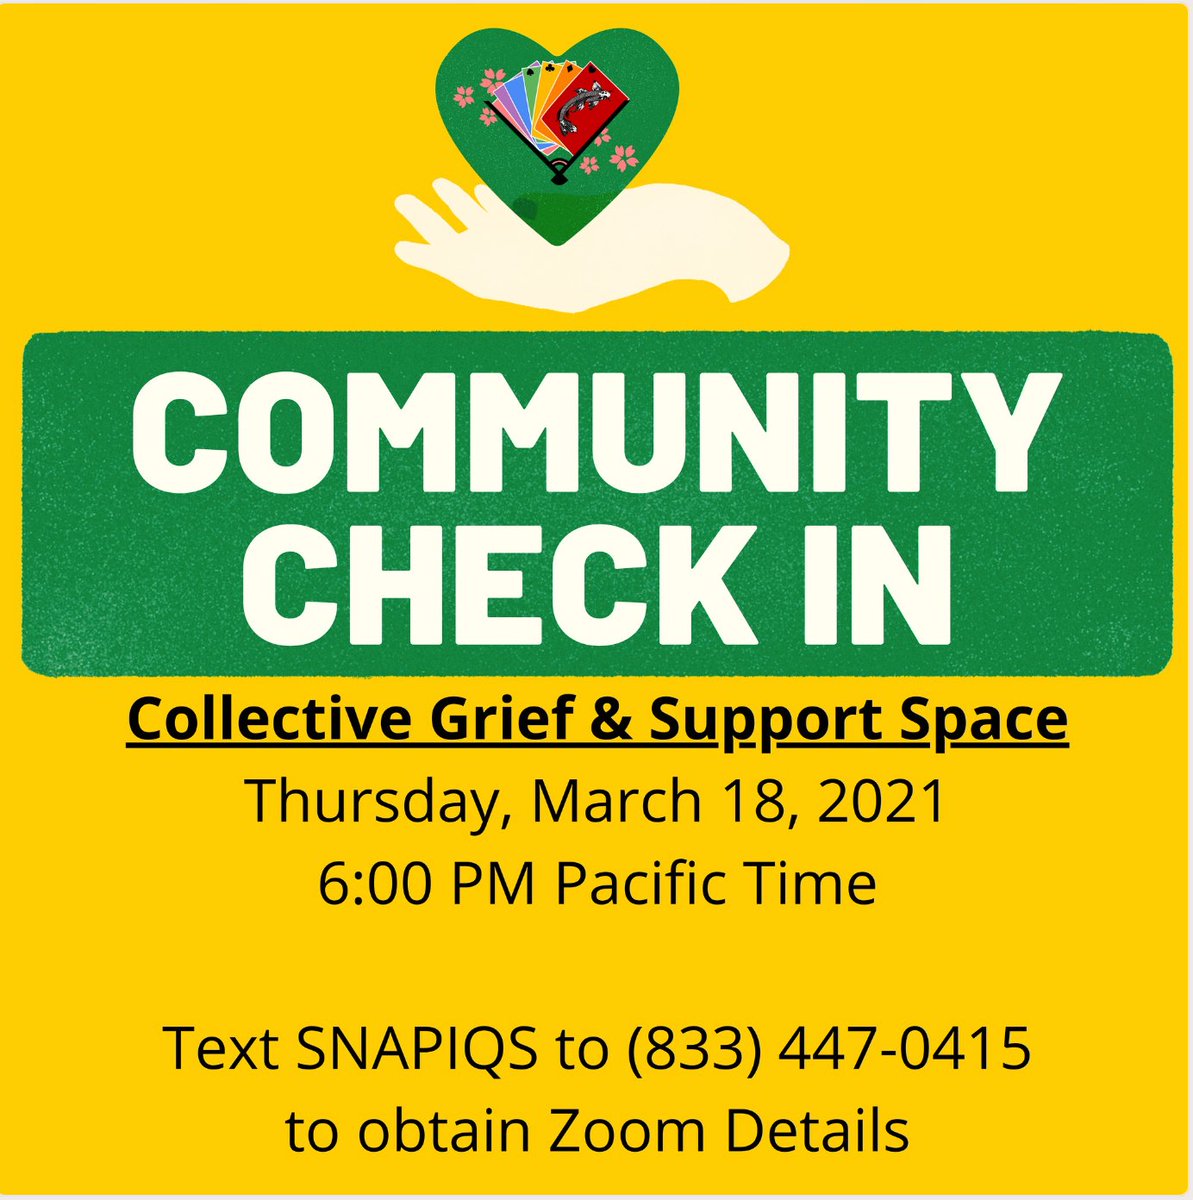 COMMUNITY
CHECK IN
Collective Grief & Support Space
Thursday, March 18, 2021
6:00 PM Pacific Time
Text SNAPIQS to (833) 447-0415
to obtain Zoom Details